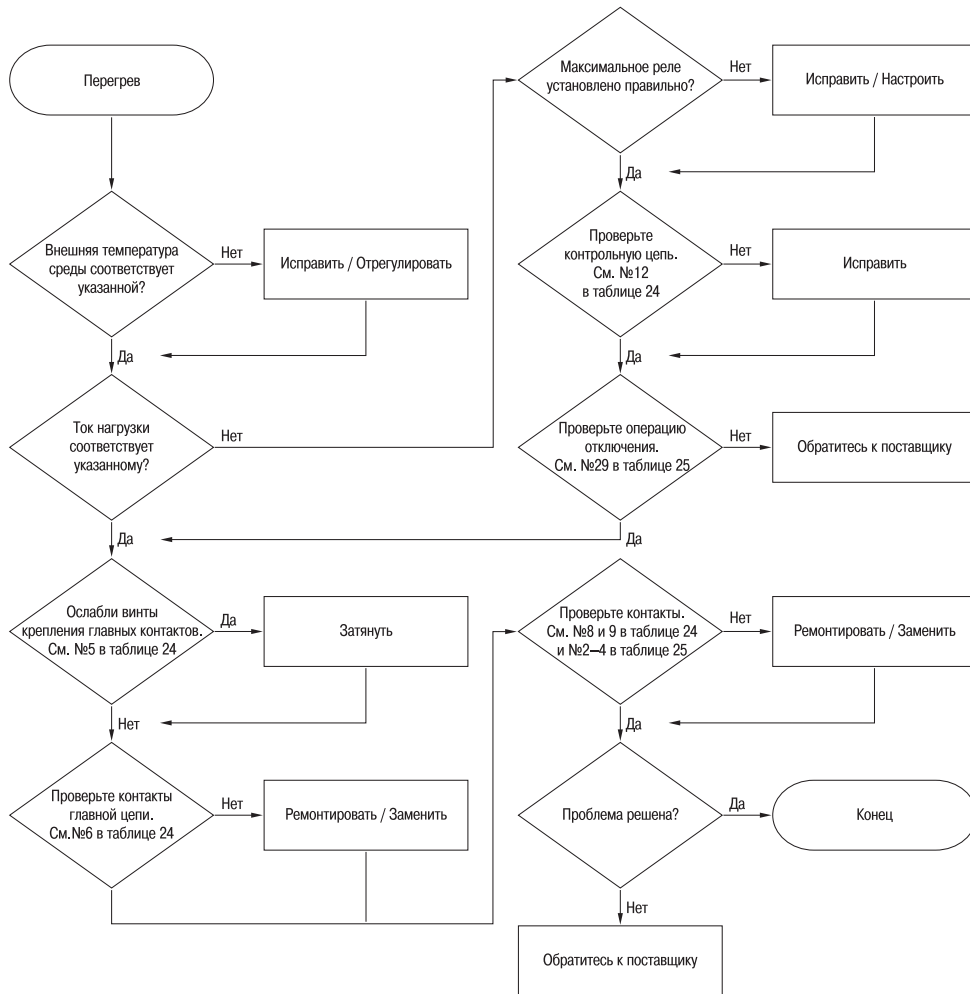 Перегрев
Внешняя температура
среды соответствует
указанной?
Нет
Исправить / Отрегулировать
Да
Ток нагрузки
соответствует
указанному?
Нет
Да
Ослабли винты
крепления главных контактов.
См. №5 в таблице 24
Да
Затянуть
Нет
Проверьте контакты
главной цепи.
См.№6 в таблице 24
Нет
Ремонтировать / Заменить
Максимальное реле
установлено правильно?
Нет
Исправить / Настроить
Да
Проверьте
контрольную цепь.
См. №12
в таблице 24
Нет
Исправить
Да
Проверьте операцию
отключения.
См. №29 в таблице 25
Нет
Обратитесь к поставщику
Да
Проверьте контакты.
См. №8 и 9 в таблице 24
и №2–4 в таблице 25
Нет
Ремонтировать / Заменить
Да
Проблема решена?
Да
Конец
Нет
Обратитесь к поставщику